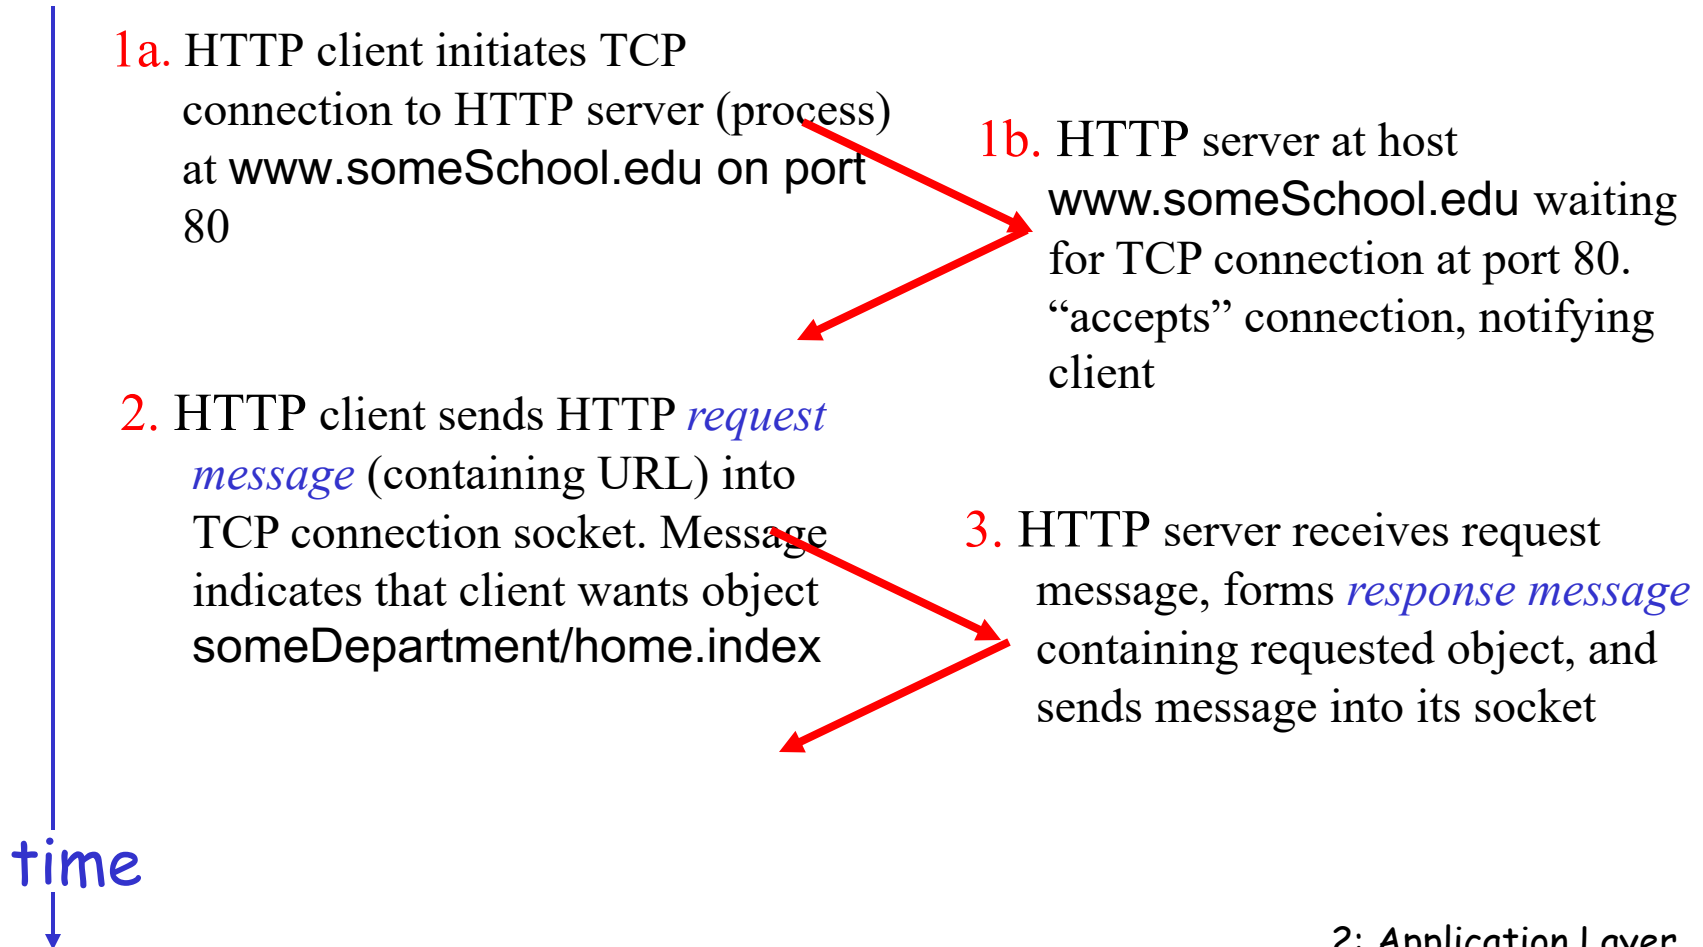 1a. HTTP client initiates TCP
connection to HTTP server (process)
at www.someSchool.edu on port
80
1b. HTTP server at host
www.someSchool.edu waiting
for TCP connection at port 80.
“accepts” connection, notifying
client
2. HTTP client sends HTTP request
message (containing URL) into
TCP connection socket. Message
indicates that client wants object
someDepartment/home.index
3. HTTP server receives request
message, forms response message
containing requested object, and
sends message into its socket
time
2: Application Layer